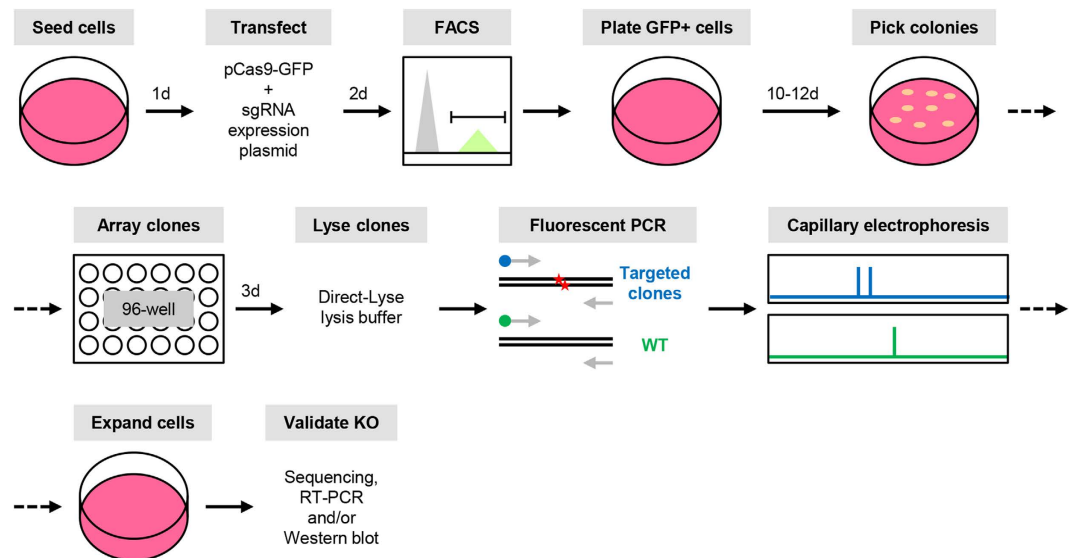 Seed cells
Transfect
FACS
Plate GFP+ cells
Pick colonies
1d
pCas9-GFP
+
sgRNA
expression
plasmid
2d
10-12d
Array clones
Lyse clones
Fluorescent PCR
Capillary electrophoresis
96-well
3d
Direct-Lyse
lysis buffer
Targeted
clones
WT
Expand cells
Validate KO
Sequencing,
RT-PCR
and/or
Western blot